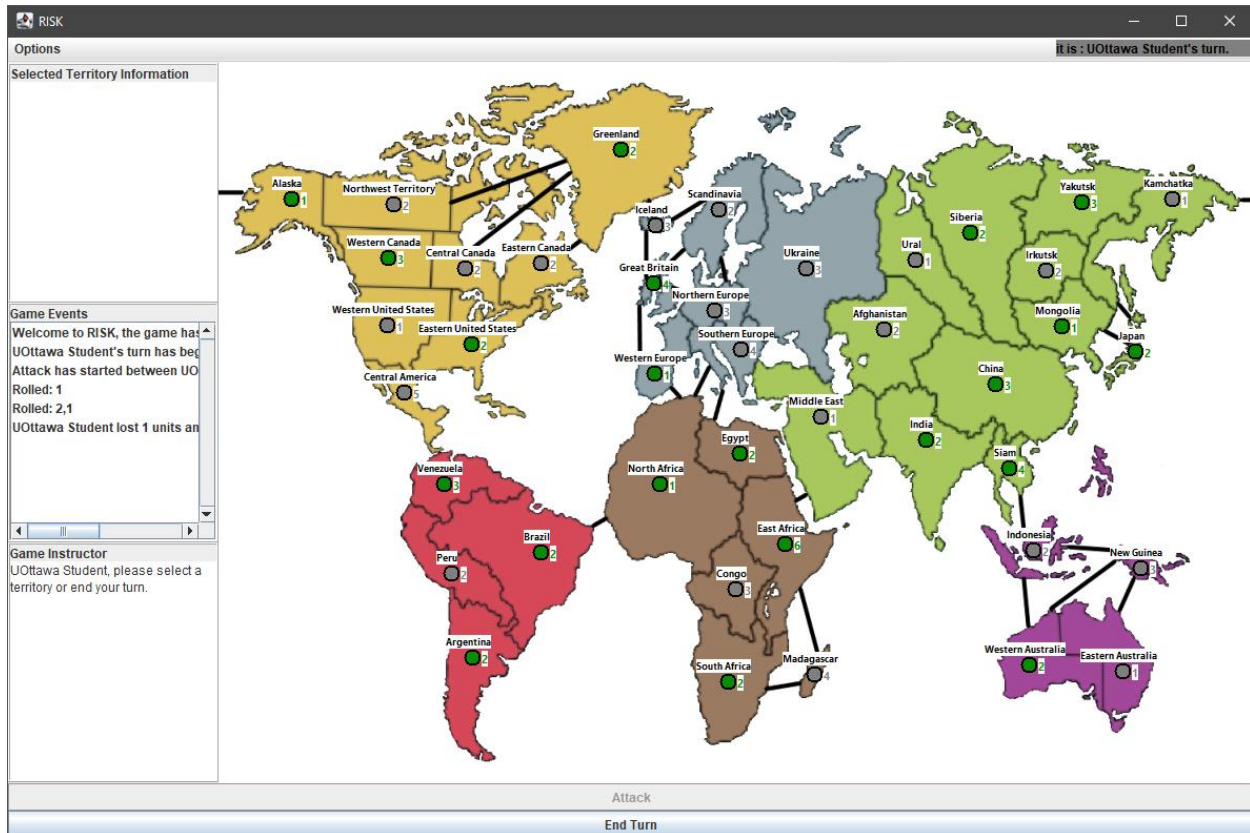 RISK
Options
it is : UOttawa Student's turn.
Selected Territory Information
Game Events
Welcome to RISK, the game has
UOttawa Student's turn has beg
Attack has started between UO
Rolled: 1
Rolled: 2,1
UOttawa Student lost 1 units an
Game Instructor
UOttawa Student, please select a
territory or end your turn.
Greenland
2
Alaska
1
Northwest Territory
2
Western Canada
3
Central Canada
2
Eastern Canada
2
Western United States
1
Eastern United States
2
Central America
5
Venezuela
3
Brazil
2
Peru
2
Argentina
2
Iceland
3
Scandinavia
2
Great Britain
4
Northern Europe
3
Ukraine
3
Southern Europe
4
Western Europe
1
North Africa
1
Egypt
2
East Africa
6
Congo
3
South Africa
2
Madagascar
4
Ural
1
Siberia
2
Yakutsk
3
Kamchatka
1
Irkutsk
2
Mongolia
1
Japan
2
Afghanistan
2
China
3
Middle East
1
India
2
Siam
4
Indonesia
2
New Guinea
3
Western Australia
2
Eastern Australia
1
Attack
End Turn